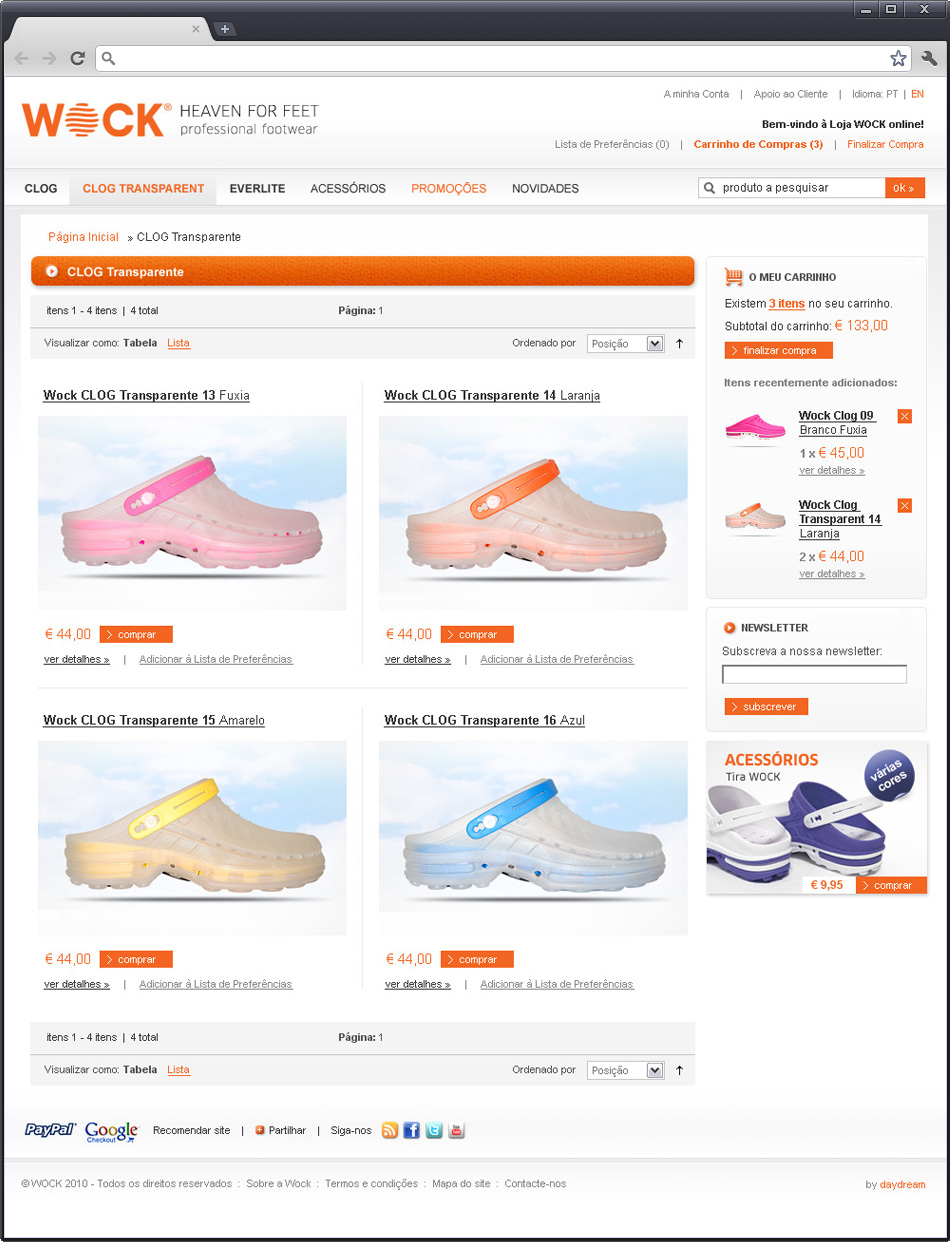 A minha Conta | Apoio ao Cliente | Idioma: PT | EN
WOCK® HEAVEN FOR FEET
professional footwear
Bem-vindo à Loja WOCK online!
Lista de Preferências (0) | Carrinho de Compras (3) | Finalizar Compra
CLOG CLOG TRANSPARENT EVERLITE ACESSÓRIOS PROMOÇÕES NOVIDADES produto a pesquisar ok »
Página Inicial » CLOG Transparente
CLOG Transparente
itens 1 - 4 itens | 4 total Página: 1
Visualizar como: Tabela Lista Ordenado por Posição
Wock CLOG Transparente 13 Fuxia
€ 44,00 comprar
ver detalhes » | Adicionar à Lista de Preferências
Wock CLOG Transparente 14 Laranja
€ 44,00 comprar
ver detalhes » | Adicionar à Lista de Preferências
Wock CLOG Transparente 15 Amarelo
€ 44,00 comprar
ver detalhes » | Adicionar à Lista de Preferências
Wock CLOG Transparente 16 Azul
€ 44,00 comprar
ver detalhes » | Adicionar à Lista de Preferências
itens 1 - 4 itens | 4 total Página: 1
Visualizar como: Tabela Lista Ordenado por Posição
O MEU CARRINHO
Existem 3 itens no seu carrinho.
Subtotal do carrinho: € 133,00
finalizar compra
Itens recentemente adicionados:
Wock Clog 09
Branco Fuxia
1 x € 45,00
ver detalhes »
Wock Clog
Transparent 14
Laranja
2 x € 44,00
ver detalhes »
NEWSLETTER
Subscreva a nossa newsletter:
subscrever
ACESSÓRIOS
Tira WOCK
várias
cores
€ 9,95 comprar
PayPal Google Checkout Recomendar site | Partilhar | Siga-nos
© WOCK 2010 - Todos os direitos reservados : Sobre a Wock : Termos e condições : Mapa do site : Contacte-nos
by daydream